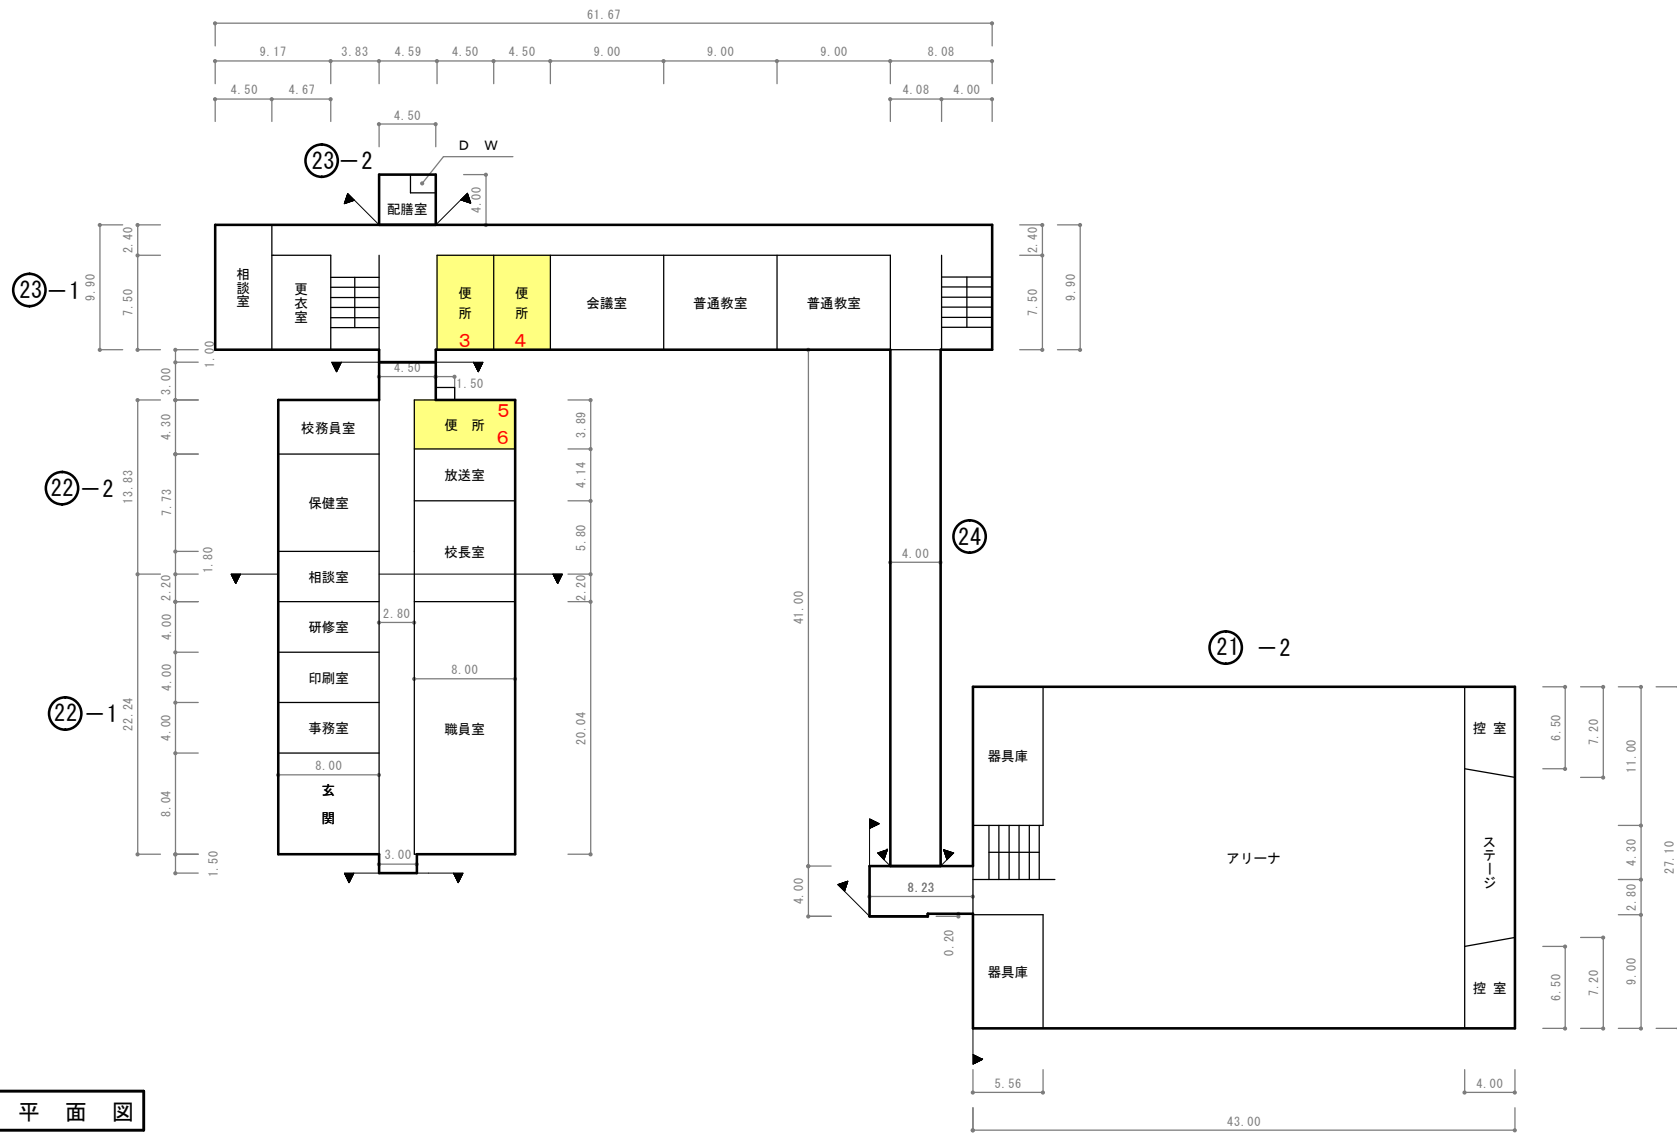 61.67
9.17 3.83 4.59 4.50 4.50 9.00 9.00 9.00 8.08
4.50 4.67 4.08 4.00
4.50
D W
㉓－2
配膳室
4.00
㉓－1
9.90
2.40
7.50
1.00
相談室
更衣室
便所
3
便所
4
会議室
普通教室
普通教室
2.40
7.50
9.90
3.00
4.50
1.50
校務員室
便 所
5
6
4.30
3.89
㉒－2
13.83
7.73
保健室
放送室
4.14
校長室
5.80
1.80
相談室
2.20
2.20
研修室
2.80
4.00
印刷室
8.00
4.00
㉒－1
22.24
事務室
職員室
4.00
20.04
8.00
玄関
8.04
3.00
1.50
㉔
4.00
41.00
4.00
8.23
0.20
㉑ －2
器具庫
控 室
6.50
7.20
11.00
アリーナ
ステージ
4.30
27.10
2.80
器具庫
控 室
6.50
7.20
9.00
5.56
4.00
43.00
平 面 図